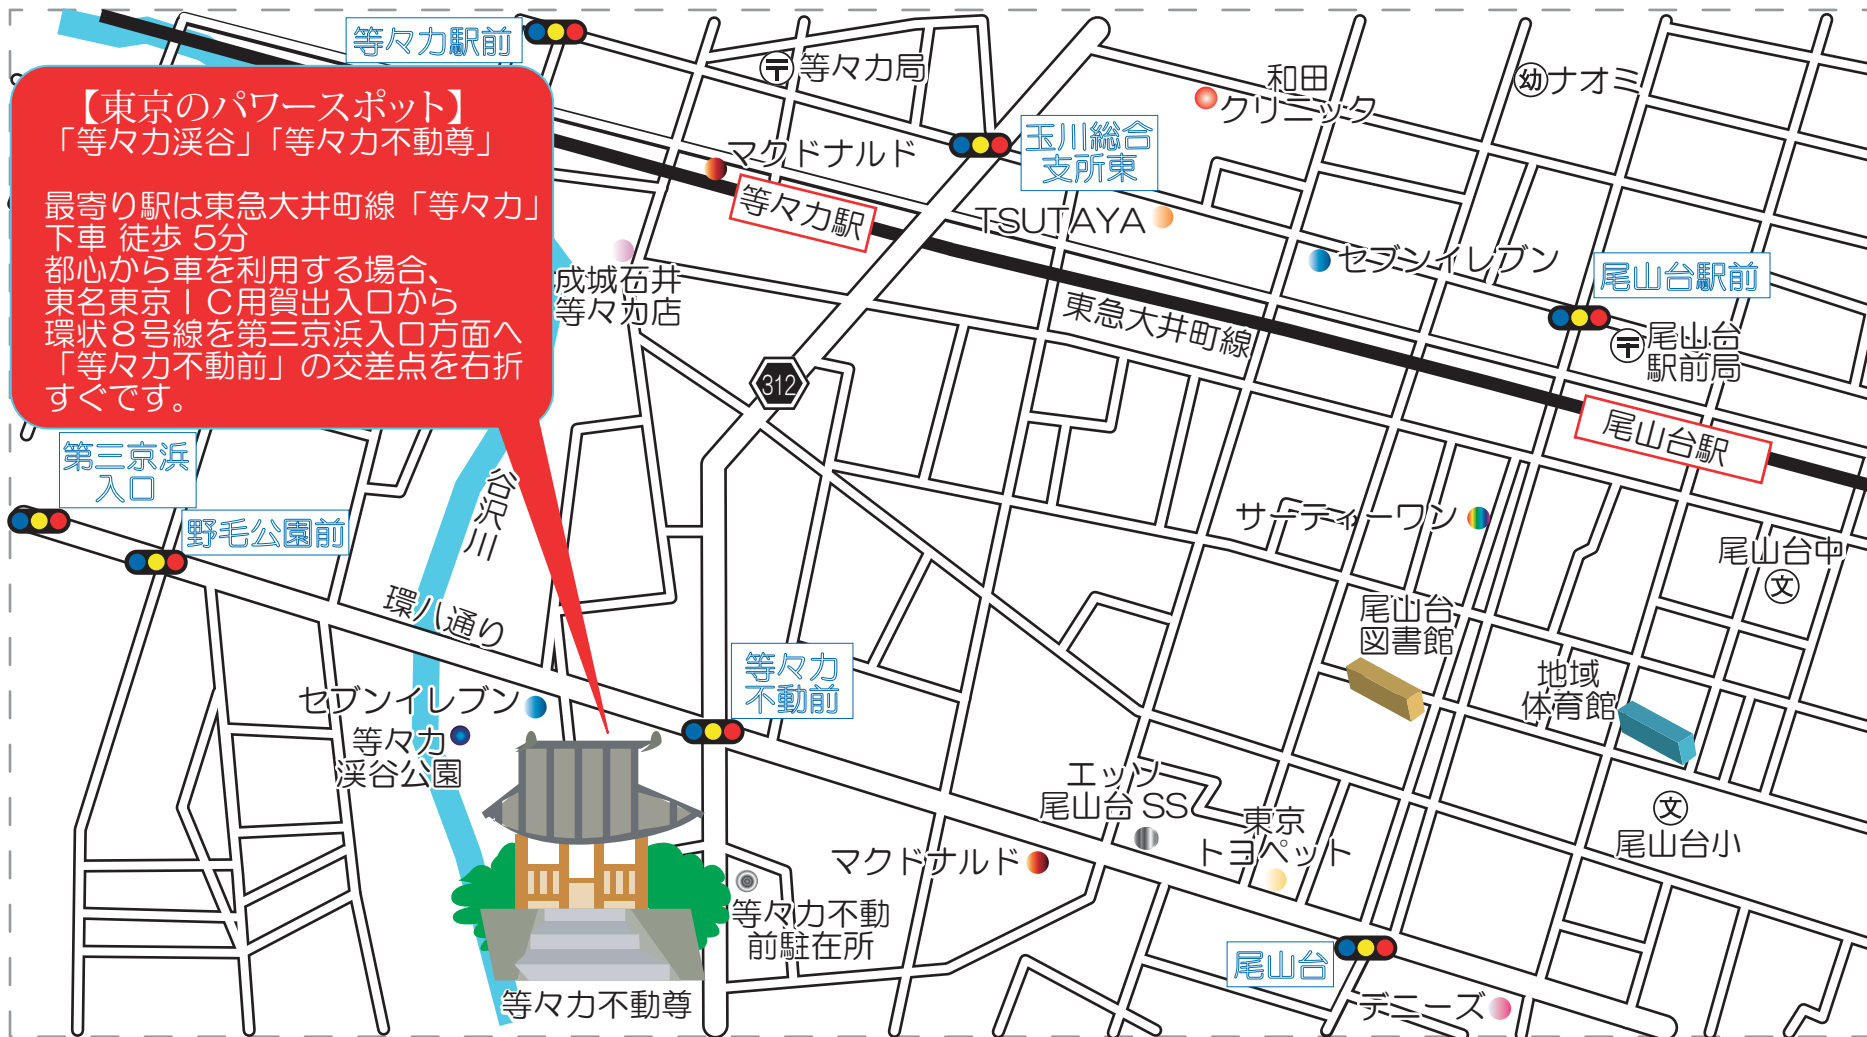 等々力駅前
〒
等々力局
和田
クリニック
幼
ナオミ
【東京のパワースポット】
「等々力渓谷」「等々力不動尊」
最寄り駅は東急大井町線「等々力」
下車 徒歩 5分
都心から車を利用する場合、
東名東京IC用賀出入口から
環状8号線を第三京浜入口方面へ
「等々力不動前」の交差点を右折
すぐです。
マクドナルド
玉川総合
支所東
等々力駅
TSUTAYA
セブンイレブン
成城石井
等々力店
東急大井町線
尾山台駅前
〒
尾山台
駅前局
312
尾山台駅
第三京浜
入口
野毛公園前
谷沢川
サーティーワン
尾山台中
文
環八通り
尾山台
図書館
等々力
不動前
地域
体育館
セブンイレブン
等々力
渓谷公園
エッソ
尾山台 SS
東京
トヨペット
文
尾山台小
マクドナルド
等々力不動
前駐在所
尾山台
等々力不動尊
デニーズ